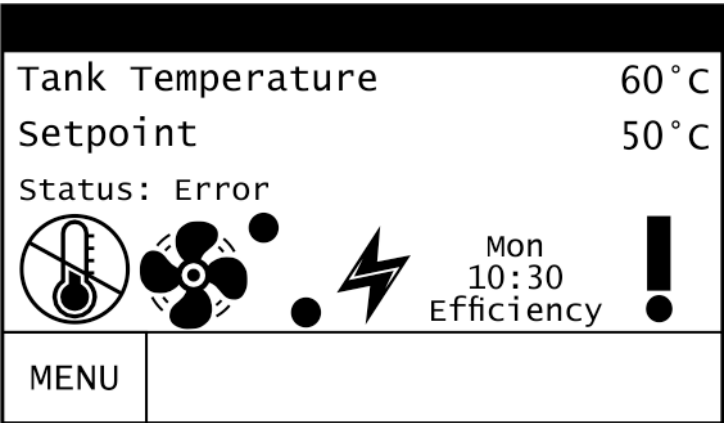 Tank Temperature 60°C
Setpoint 50°C
Status: Error
Mon
10:30
Efficiency
MENU